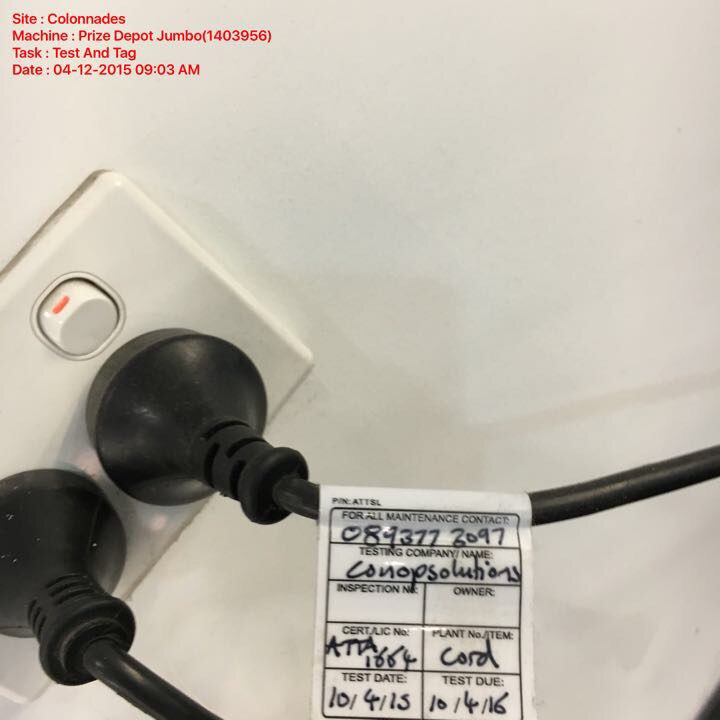 Site : Colonnades
Machine : Prize Depot Jumbo(1403956)
Task : Test And Tag
Date : 04-12-2015 09:03 AM
P/N: ATTSL
FOR ALL MAINTENANCE CONTACT:
089377 3097
TESTING COMPANY/ NAME:
conopsolutions
INSPECTION No: OWNER:
CERT./LIC No: PLANT No./ITEM:
ATTA 1664 Cord
TEST DATE: TEST DUE:
10/4/15 10/4/16